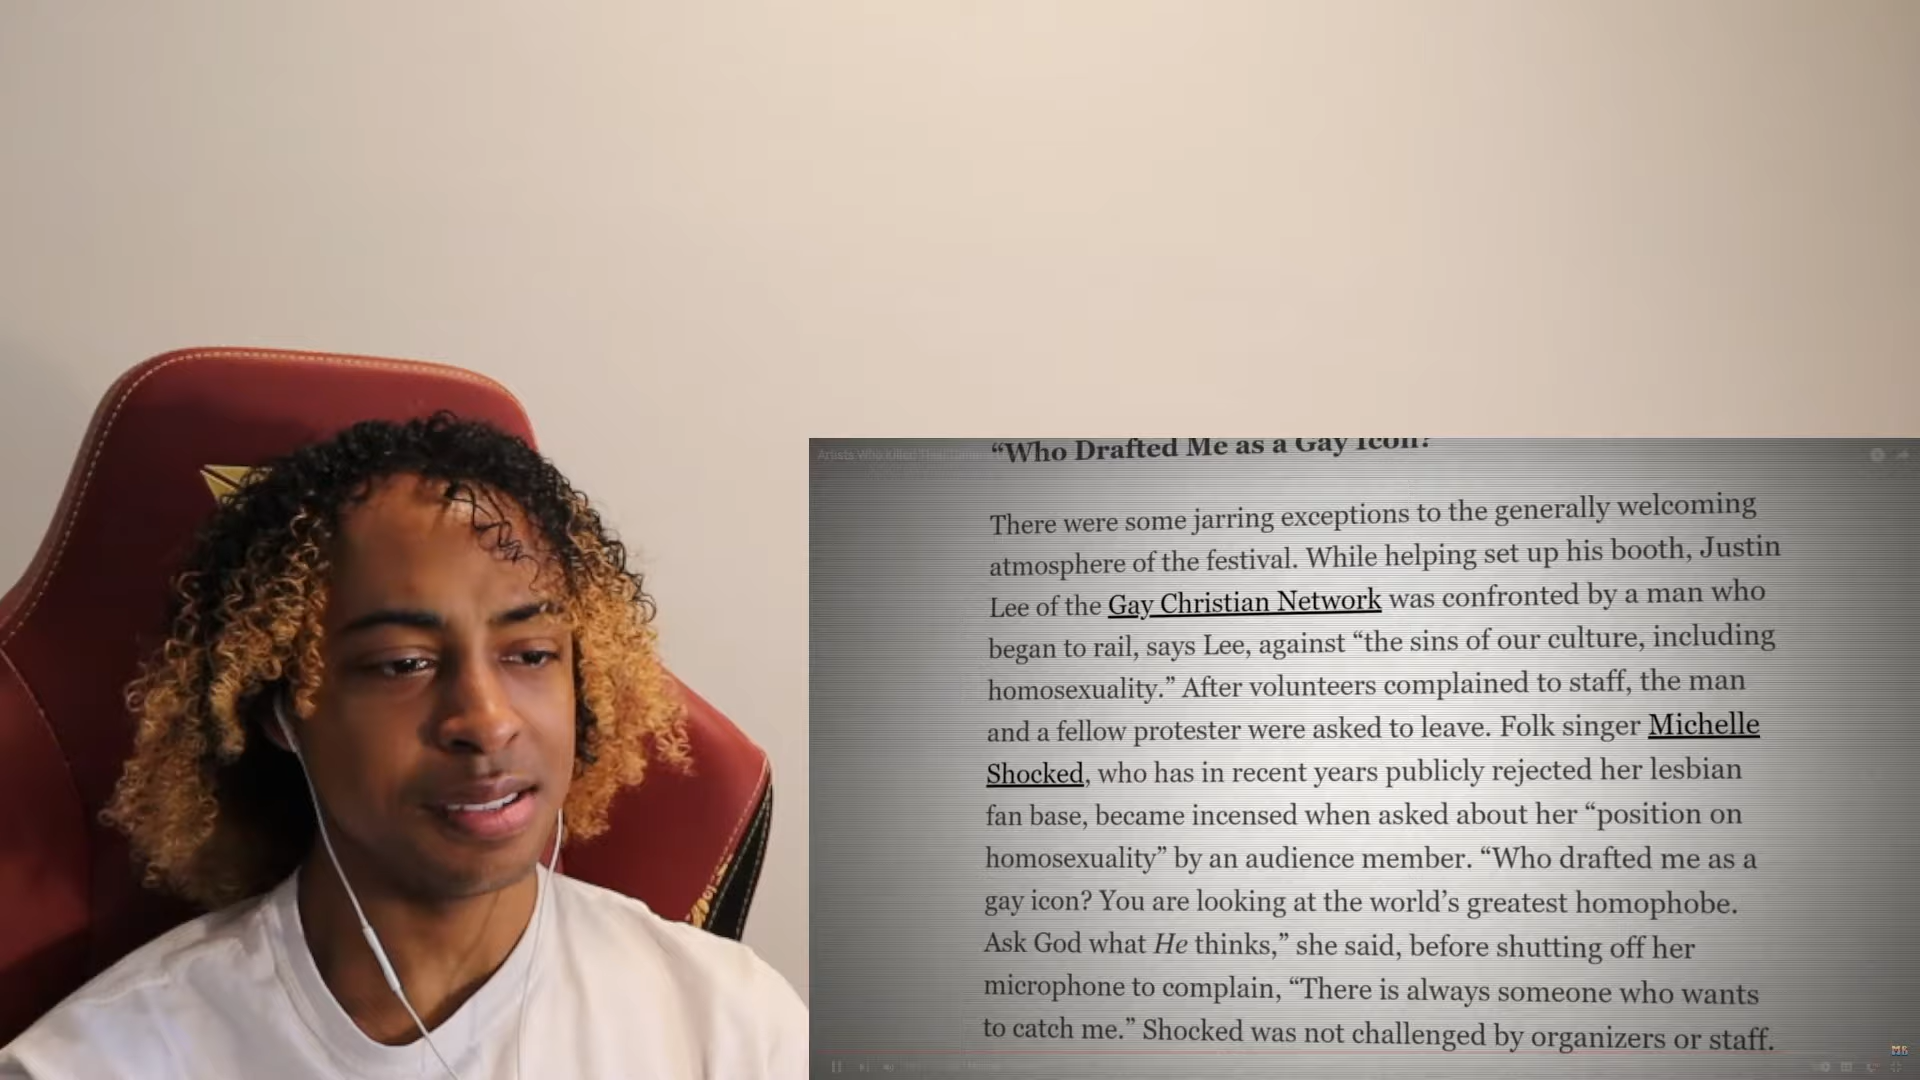 Artists Who Killed Their
“Who Drafted Me as a Gay Icon?
There were some jarring exceptions to the generally welcoming
atmosphere of the festival. While helping set up his booth, Justin
Lee of the Gay Christian Network was confronted by a man who
began to rail, says Lee, against “the sins of our culture, including
homosexuality.” After volunteers complained to staff, the man
and a fellow protester were asked to leave. Folk singer Michelle
Shocked, who has in recent years publicly rejected her lesbian
fan base, became incensed when asked about her “position on
homosexuality” by an audience member. “Who drafted me as a
gay icon? You are looking at the world’s greatest homophobe.
Ask God what He thinks,” she said, before shutting off her
microphone to complain, “There is always someone who wants
to catch me.” Shocked was not challenged by organizers or staff.